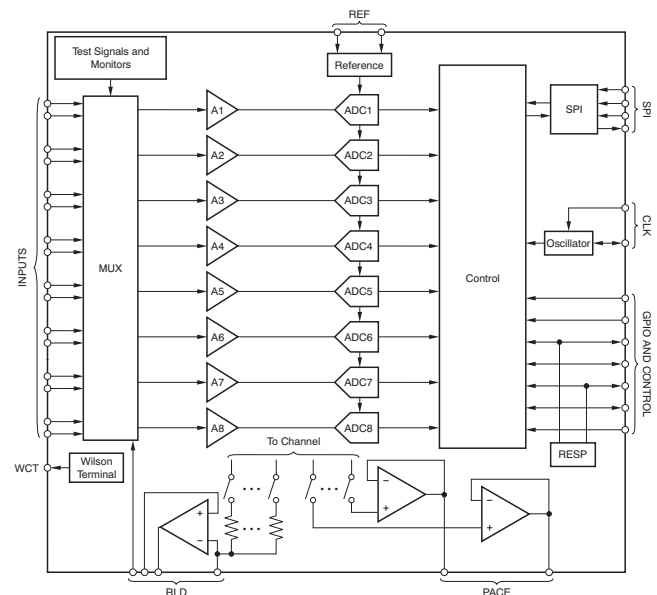 REF
Test Signals and
Monitors
Reference
MUX
A1
ADC1
A2
ADC2
A3
ADC3
A4
ADC4
A5
ADC5
A6
ADC6
A7
ADC7
A8
ADC8
Control
SPI
SPI
Oscillator
CLK
GPIO AND CONTROL
RESP
INPUTS
WCT
Wilson
Terminal
To Channel
+
−
−
+
−
+
RLD
PACE